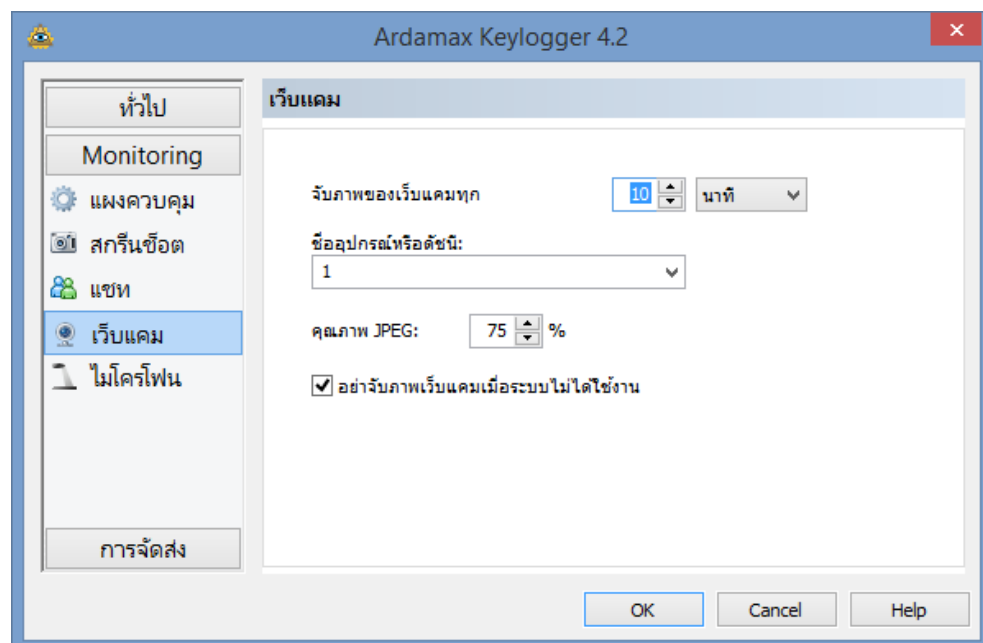 Ardamax Keylogger 4.2
ทั่วไป
Monitoring
แผงควบคุม
สกรีนช็อต
แชท
เว็บแคม
ไมโครโฟน
การจัดส่ง
เว็บแคม
จับภาพของเว็บแคมทุก 10 นาที
ชื่ออุปกรณ์หรือดัชนี:
1
คุณภาพ JPEG: 75 %
อย่าจับภาพเว็บแคมเมื่อระบบไม่ได้ใช้งาน
OK Cancel Help